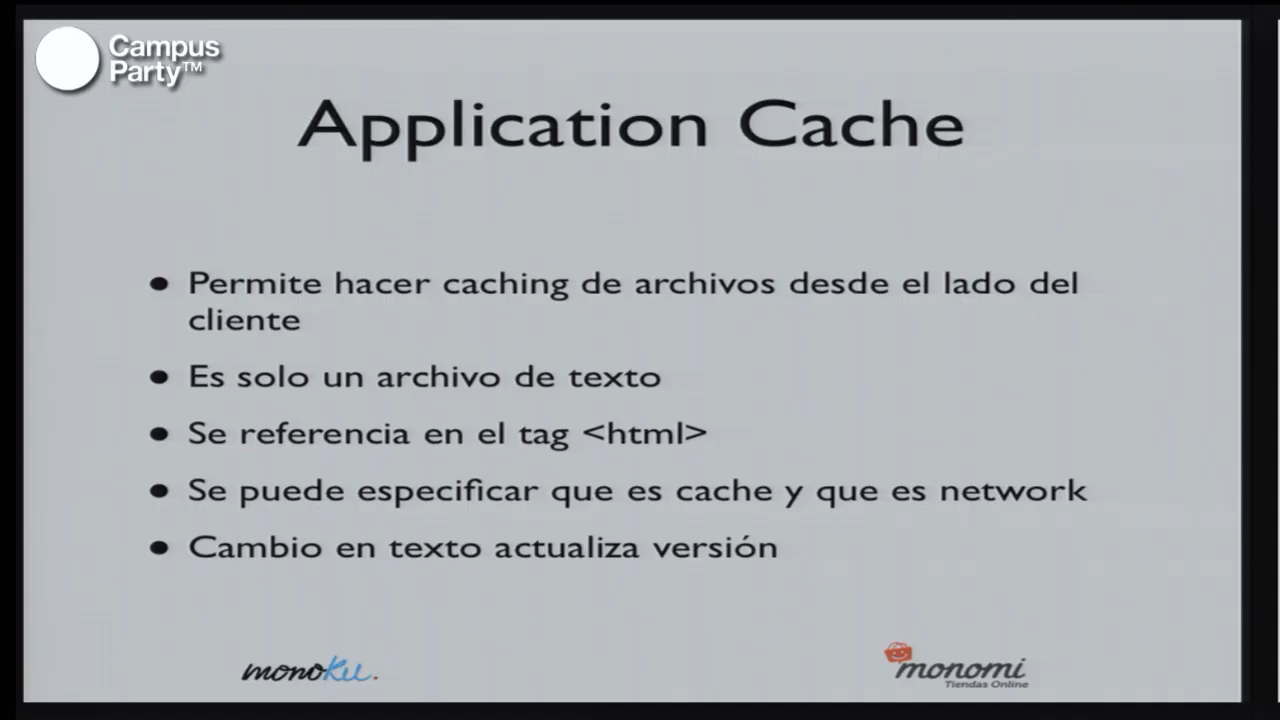 Campus
Party™
Application Cache
• Permite hacer caching de archivos desde el lado del
cliente
• Es solo un archivo de texto
• Se referencia en el tag <html>
• Se puede especificar que es cache y que es network
• Cambio en texto actualiza versión
monoku.
monomi
Tiendas Online